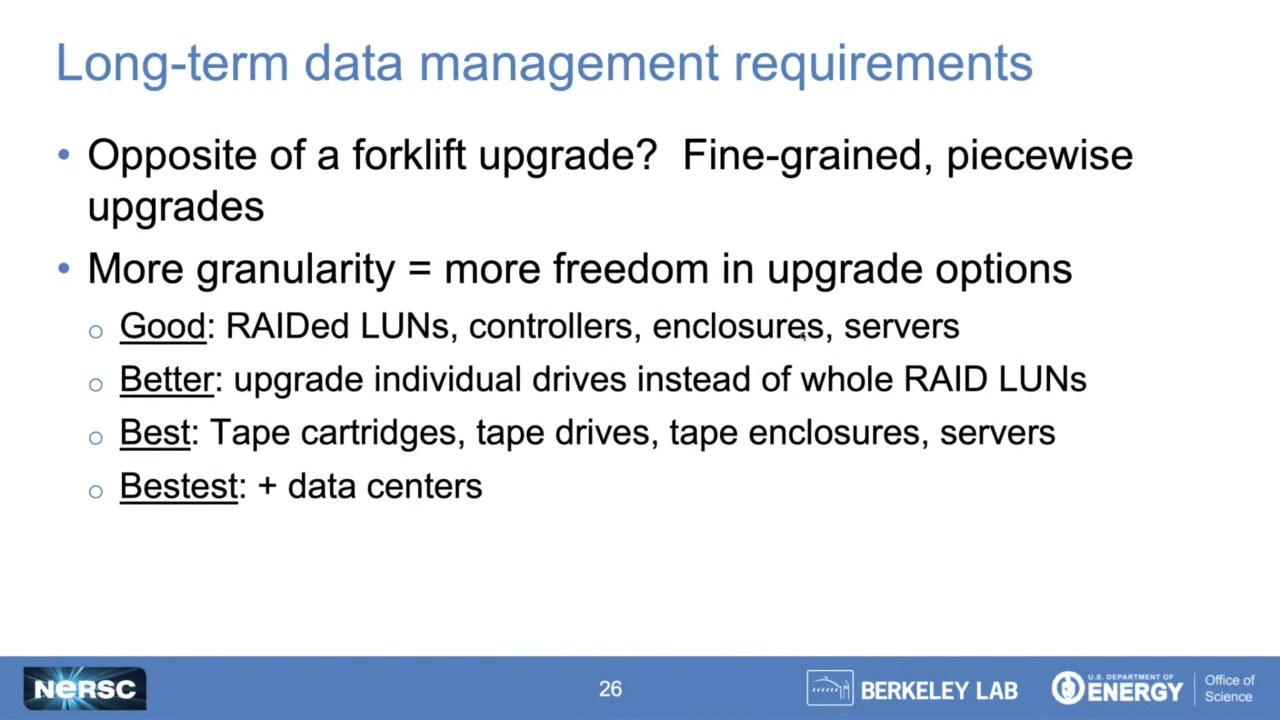 Long-term data management requirements
• Opposite of a forklift upgrade?  Fine-grained, piecewise
upgrades
• More granularity = more freedom in upgrade options
o Good: RAIDed LUNs, controllers, enclosures, servers
o Better: upgrade individual drives instead of whole RAID LUNs
o Best: Tape cartridges, tape drives, tape enclosures, servers
o Bestest: + data centers
NERSC
26
BERKELEY LAB
U.S. DEPARTMENT OF
ENERGY
Office of
Science